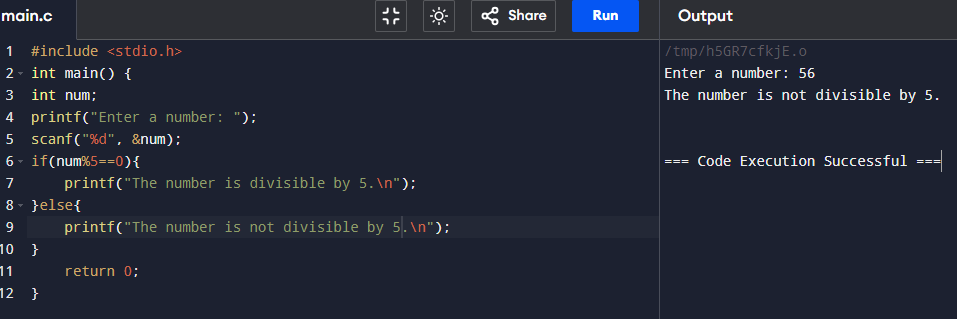 main.c Share Run Output
1 #include <stdio.h>
2 int main() {
3 int num;
4 printf("Enter a number: ");
5 scanf("%d", &num);
6 if(num%5==0){
7     printf("The number is divisible by 5.\n");
8 }else{
9     printf("The number is not divisible by 5.\n");
10 }
11     return 0;
12 }
/tmp/h5GR7cfkjE.o
Enter a number: 56
The number is not divisible by 5.
=== Code Execution Successful ===